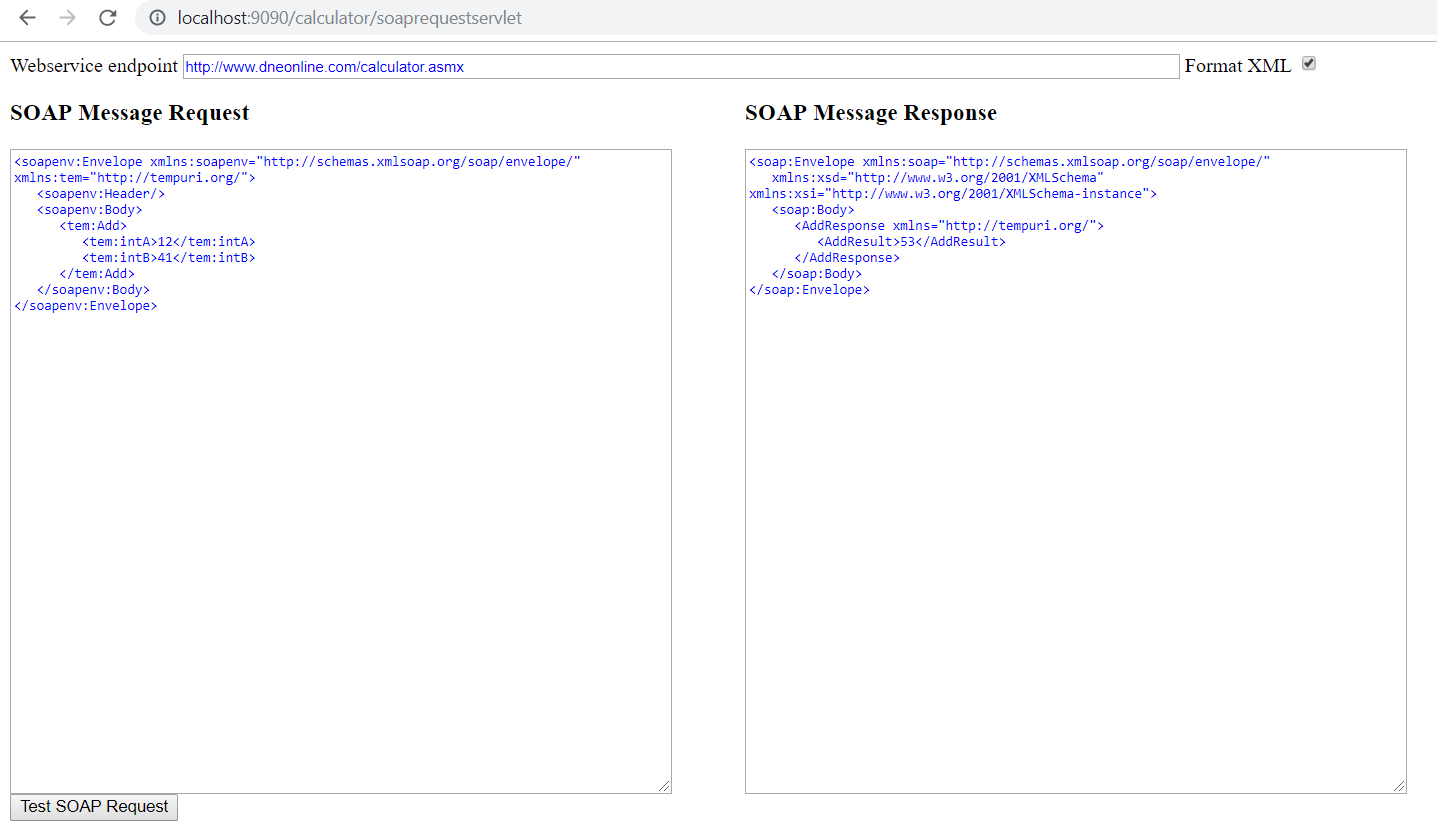 localhost:9090/calculator/soaprequestservlet
Webservice endpoint http://www.dneonline.com/calculator.asmx Format XML
SOAP Message Request
<soapenv:Envelope xmlns:soapenv="http://schemas.xmlsoap.org/soap/envelope/"
xmlns:tem="http://tempuri.org/">
   <soapenv:Header/>
   <soapenv:Body>
      <tem:Add>
         <tem:intA>12</tem:intA>
         <tem:intB>41</tem:intB>
      </tem:Add>
   </soapenv:Body>
</soapenv:Envelope>
Test SOAP Request
SOAP Message Response
<soap:Envelope xmlns:soap="http://schemas.xmlsoap.org/soap/envelope/"
   xmlns:xsd="http://www.w3.org/2001/XMLSchema"
xmlns:xsi="http://www.w3.org/2001/XMLSchema-instance">
   <soap:Body>
      <AddResponse xmlns="http://tempuri.org/">
         <AddResult>53</AddResult>
      </AddResponse>
   </soap:Body>
</soap:Envelope>